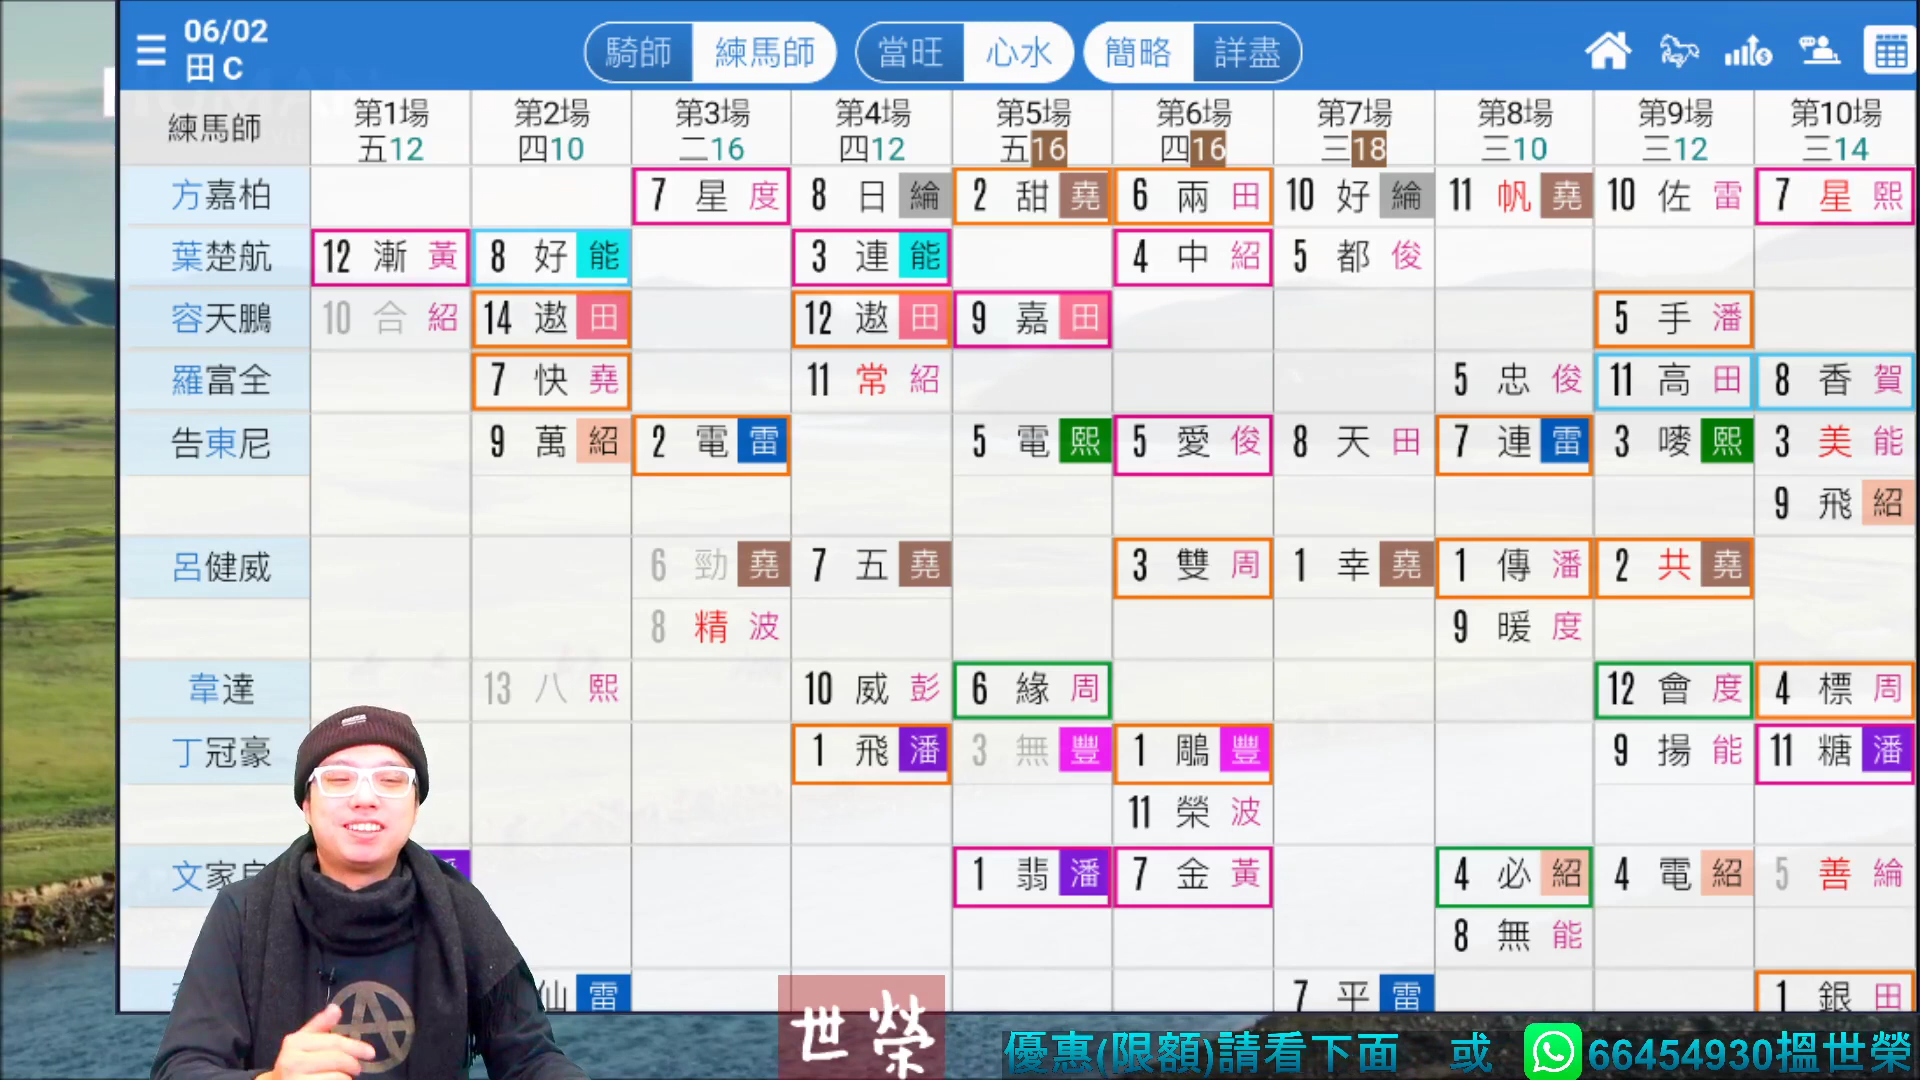 06/02
田 C
騎師 練馬師 當旺 心水 簡略 詳盡
練馬師 第1場 第2場 第3場 第4場 第5場 第6場 第7場 第8場 第9場 第10場
五12 四10 二16 四12 五16 四16 三18 三10 三12 三14
方嘉柏 7 星 度 8 日 綸 2 甜 堯 6 兩 田 10 好 綸 11 帆 堯 10 佐 雷 7 星 熙
葉楚航 12 漸 黃 8 好 能 3 連 能 4 中 紹 5 都 俊
容天鵬 10 合 紹 14 遨 田 12 遨 田 9 嘉 田 5 手 潘
羅富全 7 快 堯 11 常 紹 5 忠 俊 11 高 田 8 香 賀
告東尼 9 萬 紹 2 電 雷 5 電 熙 5 愛 俊 8 天 田 7 連 雷 3 嘜 熙 3 美 能
9 飛 紹
呂健威 6 勁 堯 7 五 堯 3 雙 周 1 幸 堯 1 傳 潘 2 共 堯
8 精 波 9 暖 度
韋達 13 八 熙 10 威 彭 6 緣 周 12 會 度 4 標 周
丁冠豪 1 飛 潘 3 無 豐 1 鵰 豐 9 揚 能 11 糖 潘
11 榮 波
文家 1 翡 潘 7 金 黃 4 必 紹 4 電 紹 5 善 綸
8 無 能
仙 雷 7 平 雷 1 銀 田
世榮
優惠(限額)請看下面 或 66454930搵世榮